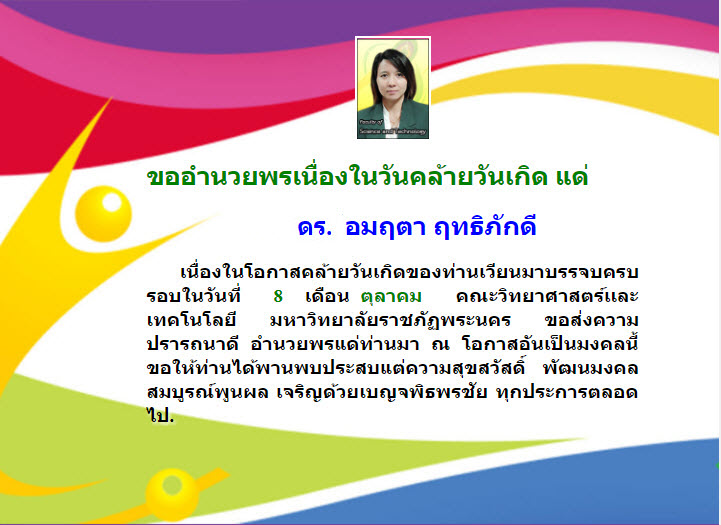 Faculty of
Science and Technology
ขออำนวยพรเนื่องในวันคล้ายวันเกิด แด่
ดร. อมฤตา ฤทธิภักดี
เนื่องในโอกาสคล้ายวันเกิดของท่านเวียนมาบรรจบครบ
รอบในวันที่ 8 เดือน ตุลาคม คณะวิทยาศาสตร์และ
เทคโนโลยี มหาวิทยาลัยราชภัฏพระนคร ขอส่งความ
ปรารถนาดี อำนวยพรแด่ท่านมา ณ โอกาสอันเป็นมงคลนี้
ขอให้ท่านได้พานพบประสบแต่ความสุขสวัสดิ์ พัฒนมงคล
สมบูรณ์พูนผล เจริญด้วยเบญจพิธพรชัย ทุกประการตลอด
ไป.